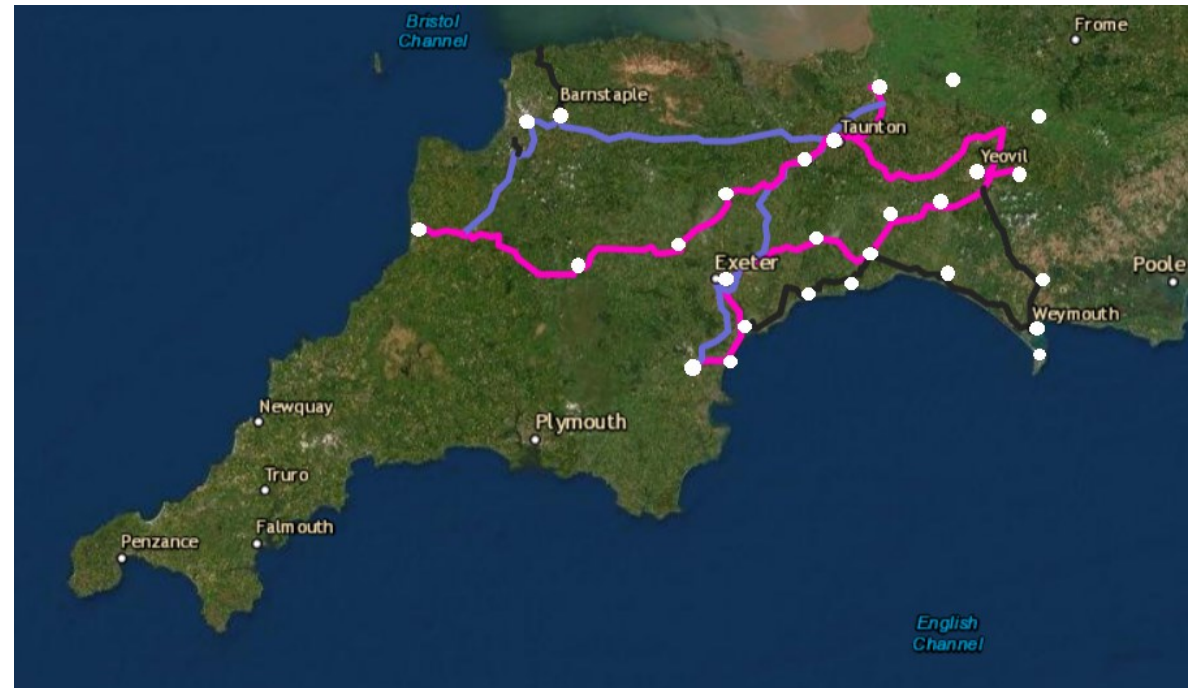 Bristol
Channel
Frome
Barnstaple
Taunton
Yeovil
Exeter
Poole
Weymouth
Newquay
Plymouth
Truro
Falmouth
Penzance
English
Channel